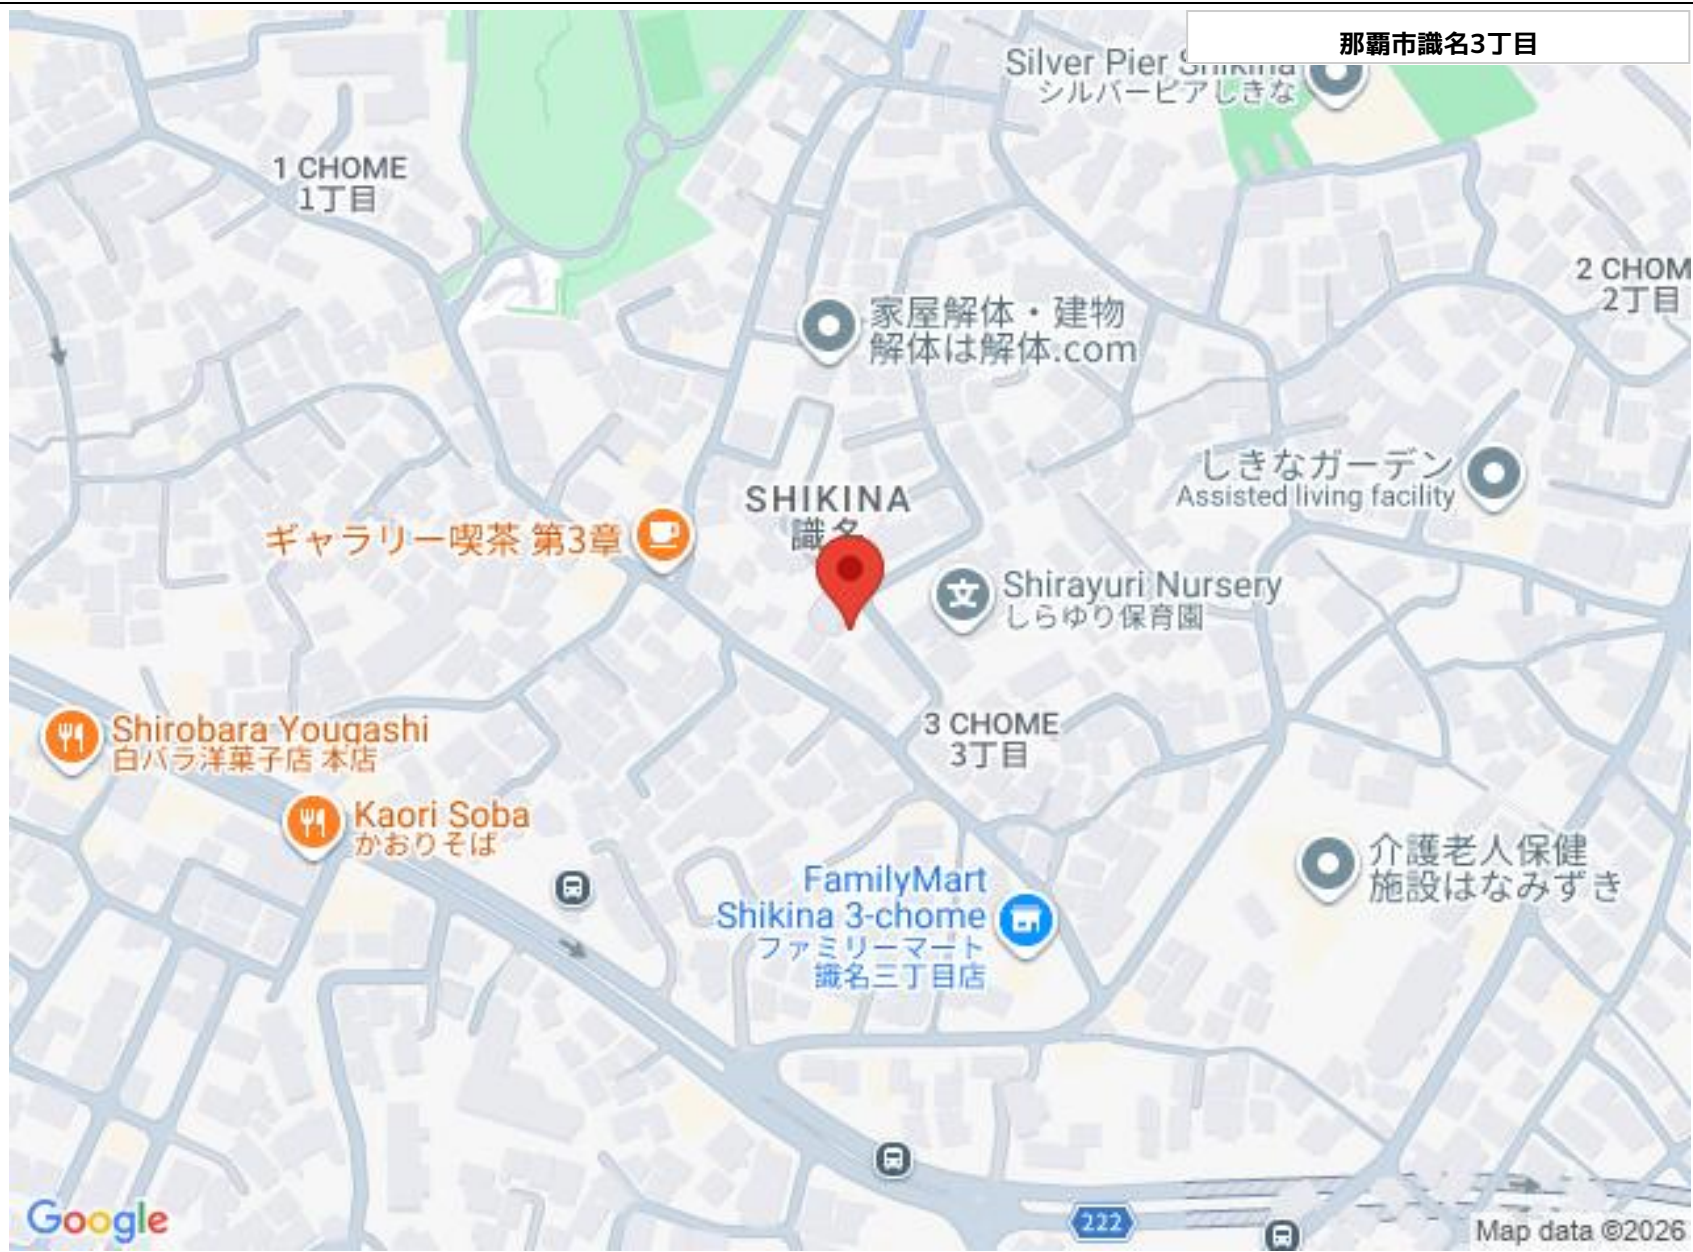 那覇市識名3丁目
Silver Pier Shikina
シルバーピアしきな
1 CHOME
1丁目
2 CHOM
2丁目
家屋解体・建物
解体は解体.com
しきなガーデン
Assisted living facility
SHIKINA
識名
ギャラリー喫茶 第3章
Shirayuri Nursery
しらゆり保育園
Shirobara Yougashi
白バラ洋菓子店 本店
3 CHOME
3丁目
Kaori Soba
かおりそば
介護老人保健
施設はなみずき
FamilyMart
Shikina 3-chome
ファミリーマート
識名三丁目店
222
Google
Map data ©2026